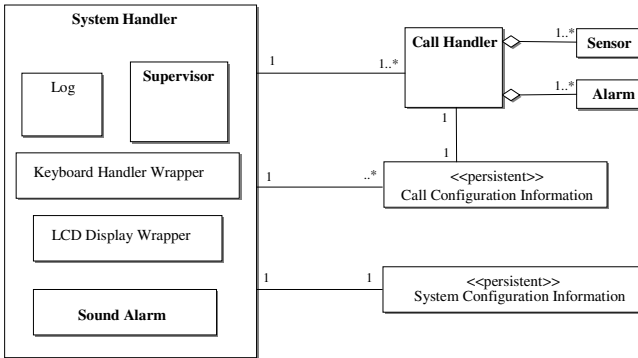 System Handler
Log
Supervisor
Keyboard Handler Wrapper
LCD Display Wrapper
Sound Alarm
1
1..*
Call Handler
1..*
Sensor
1..*
Alarm
1
1
1
..*
<<persistent>>
Call Configuration Information
1
1
<<persistent>>
System Configuration Information